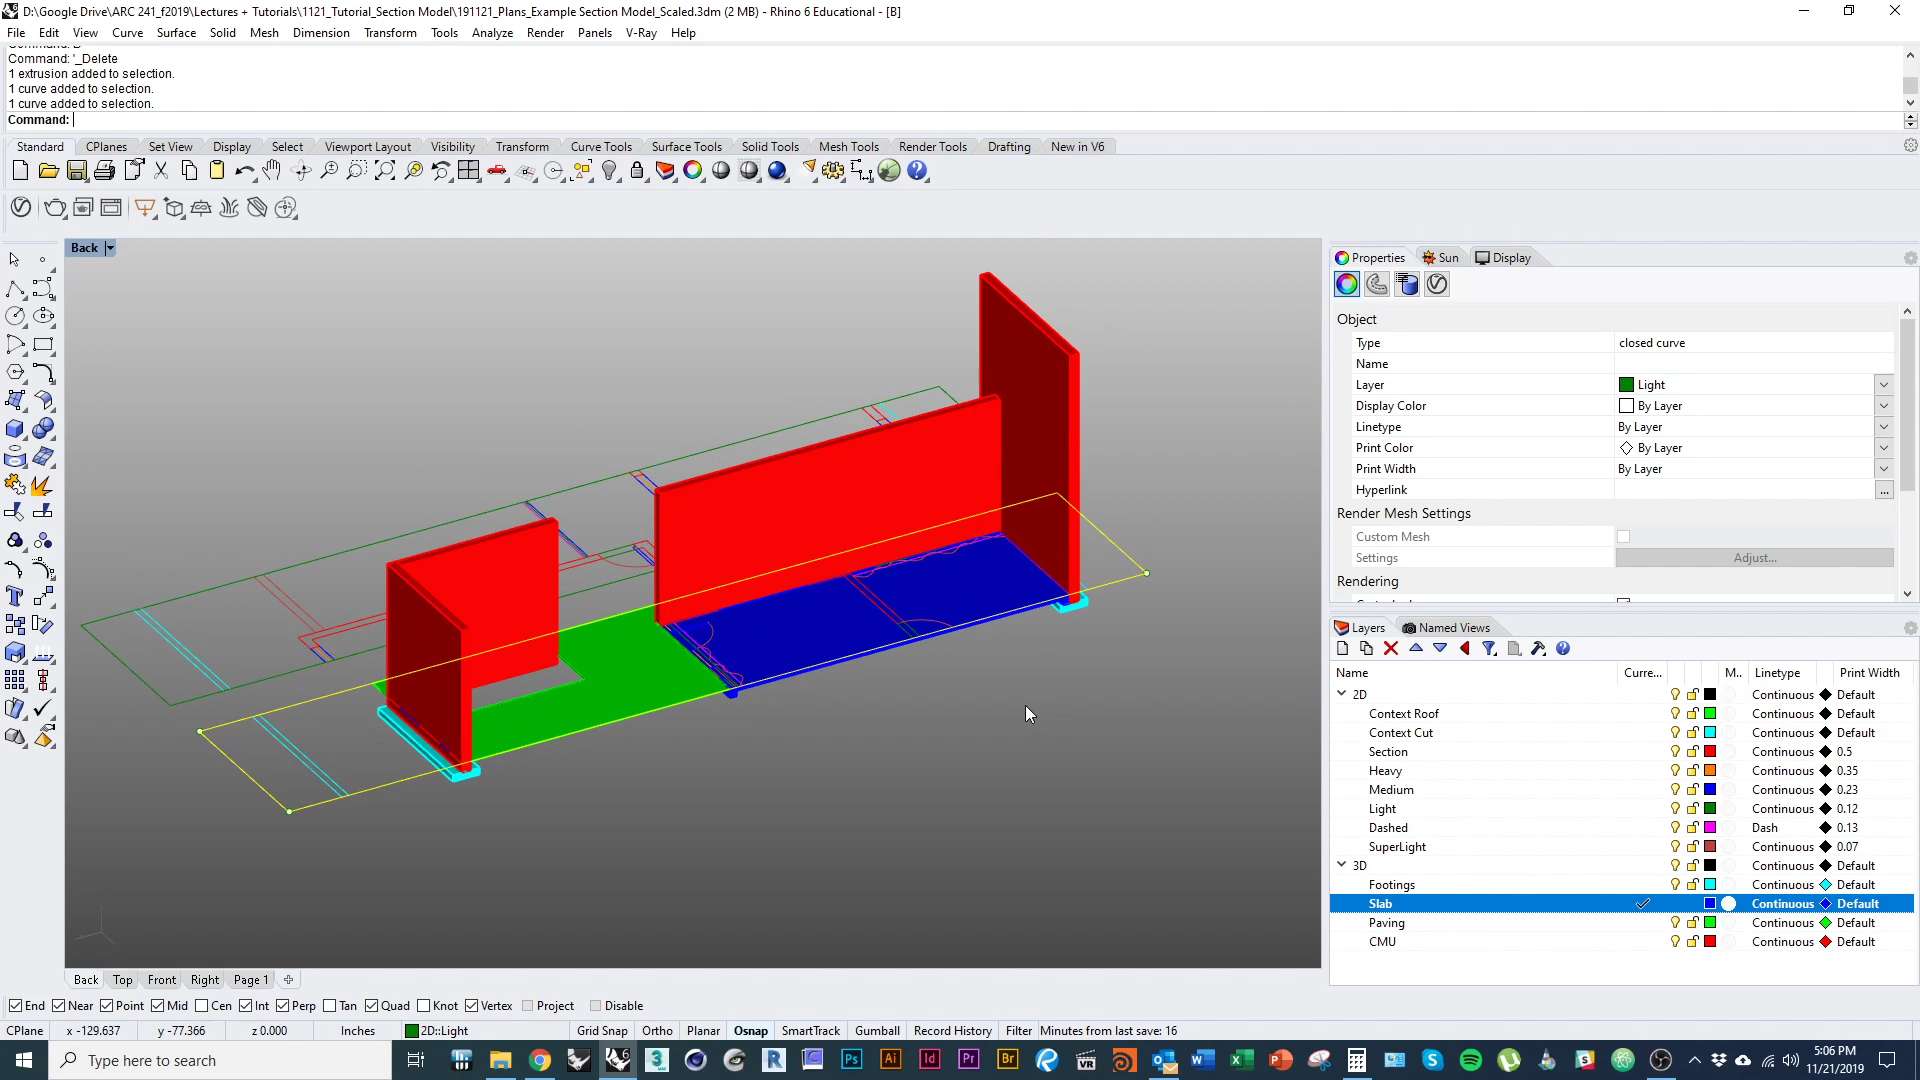 D:\Google Drive\ARC 241_f2019\Lectures + Tutorials\1121_Tutorial_Section Model\191121_Plans_Example Section Model_Scaled.3dm (2 MB) - Rhino 6 Educational - [B]
File Edit View Curve Surface Solid Mesh Dimension Transform Tools Analyze Render Panels V-Ray Help
Command: '_Delete
1 extrusion added to selection.
1 curve added to selection.
1 curve added to selection.
Command:
Standard CPlanes Set View Display Select Viewport Layout Visibility Transform Curve Tools Surface Tools Solid Tools Mesh Tools Render Tools Drafting New in V6
Back
Properties Sun Display
Object
Type closed curve
Name
Layer Light
Display Color By Layer
Linetype By Layer
Print Color By Layer
Print Width By Layer
Hyperlink ...
Render Mesh Settings
Custom Mesh
Settings Adjust...
Rendering
Layers Named Views
Name Curre... M.. Linetype Print Width
2D Continuous Default
Context Roof Continuous Default
Context Cut Continuous Default
Section Continuous 0.5
Heavy Continuous 0.35
Medium Continuous 0.23
Light Continuous 0.12
Dashed Dash 0.13
SuperLight Continuous 0.07
3D Continuous Default
Footings Continuous Default
Slab Continuous Default
Paving Continuous Default
CMU Continuous Default
Back Top Front Right Page 1
End Near Point Mid Cen Int Perp Tan Quad Knot Vertex Project Disable
CPlane x -129.637 y -77.366 z 0.000 Inches 2D::Light Grid Snap Ortho Planar Osnap SmartTrack Gumball Record History Filter Minutes from last save: 16
Type here to search
5:06 PM
11/21/2019